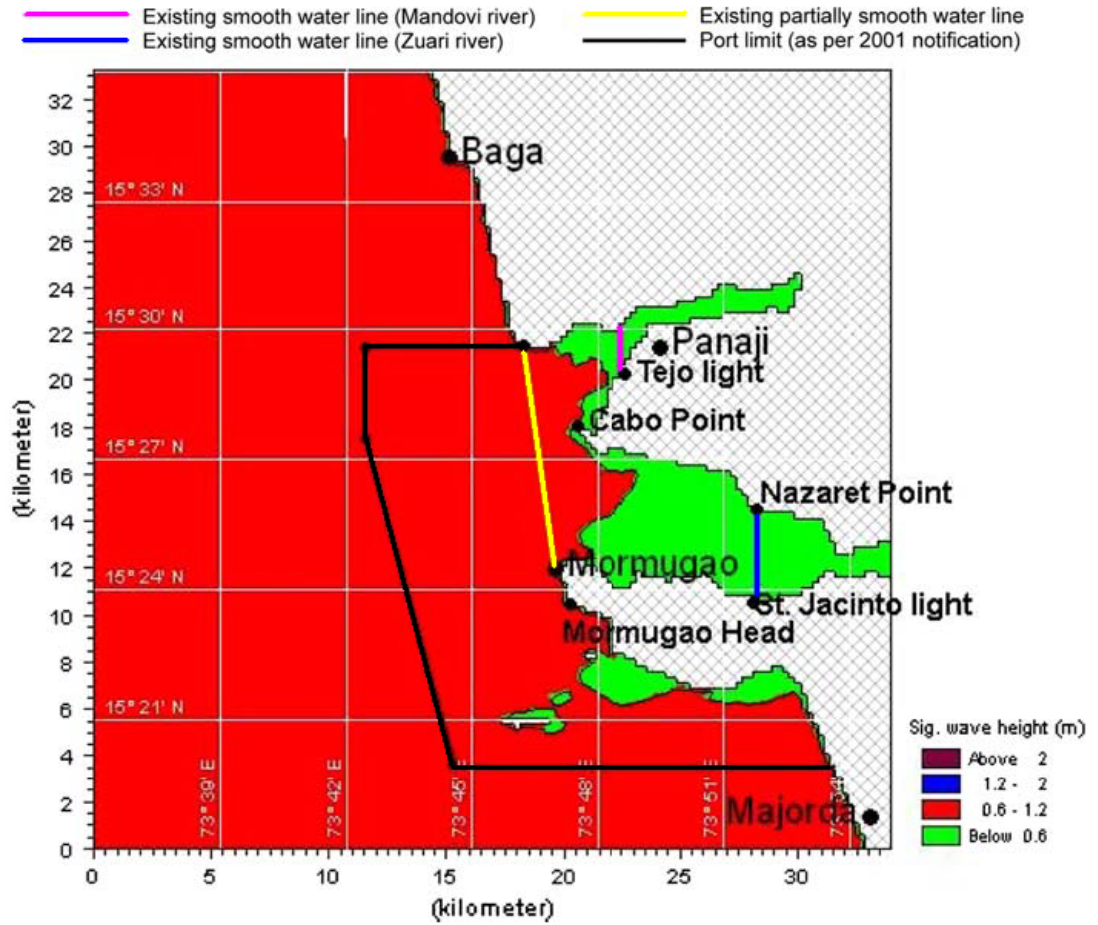 Existing smooth water line (Mandovi river)
Existing partially smooth water line
Existing smooth water line (Zuari river)
Port limit (as per 2001 notification)
32
30
28
26
24
22
20
18
16
14
12
10
8
6
4
2
0
(kilometer)
Baga
15° 33' N
15° 30' N
Panaji
Tejo light
Cabo Point
15° 27' N
Nazaret Point
Mormugao
15° 24' N
St. Jacinto light
Mormugao Head
15° 21' N
73° 39' E
73° 42' E
73° 45' E
73° 48' E
73° 51' E
Majorda
Sig. wave height (m)
Above 2
1.2 - 2
0.6 - 1.2
Below 0.6
0 5 10 15 20 25 30
(kilometer)